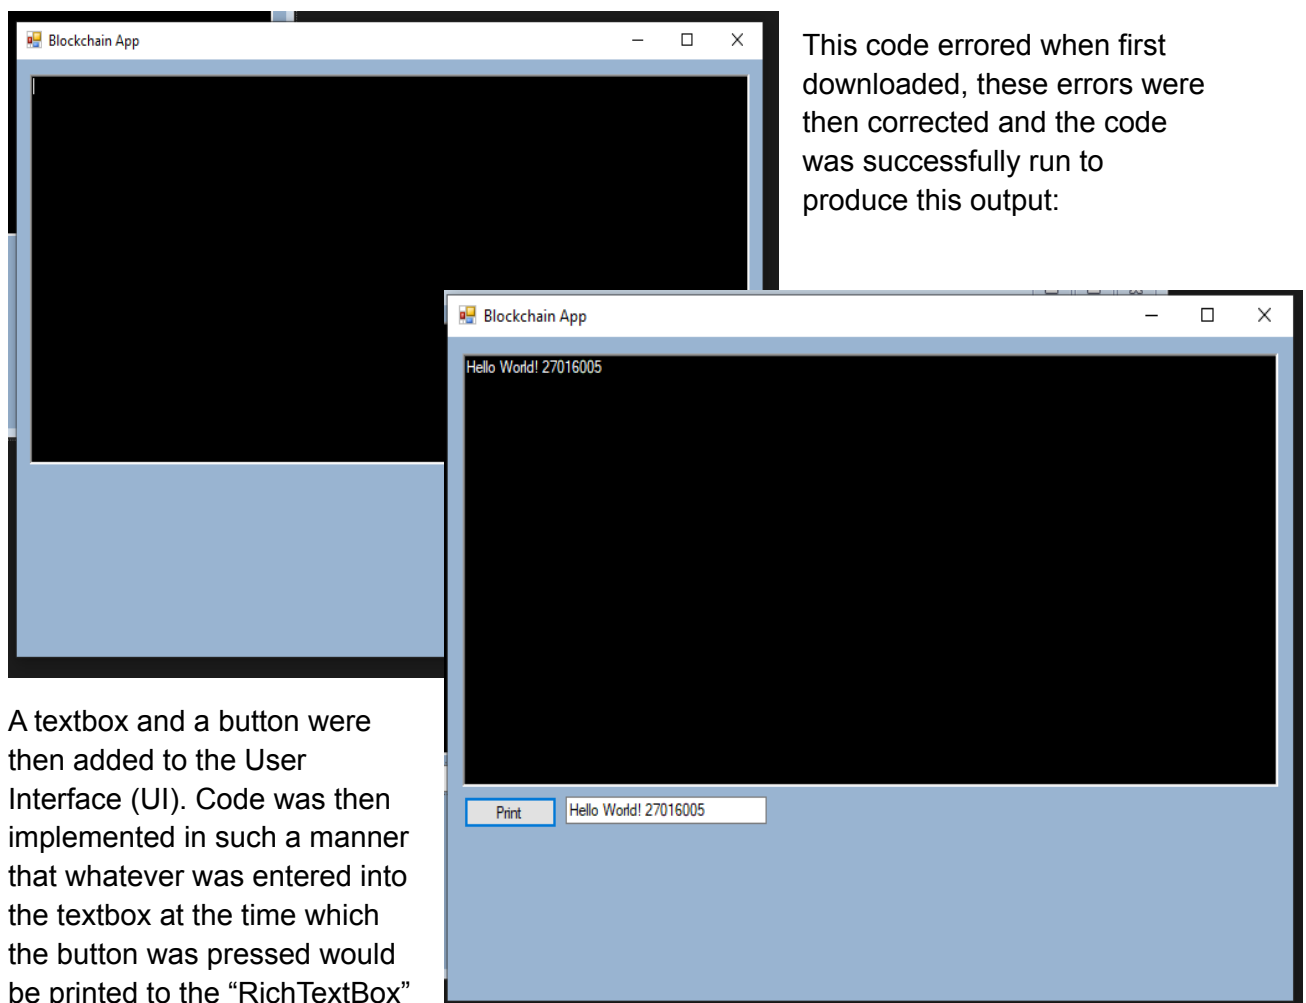 Blockchain App
This code errored when first
downloaded, these errors were
then corrected and the code
was successfully run to
produce this output:
Blockchain App
Hello World! 27016005
Print
Hello World! 27016005
A textbox and a button were
then added to the User
Interface (UI). Code was then
implemented in such a manner
that whatever was entered into
the textbox at the time which
the button was pressed would
be printed to the “RichTextBox”